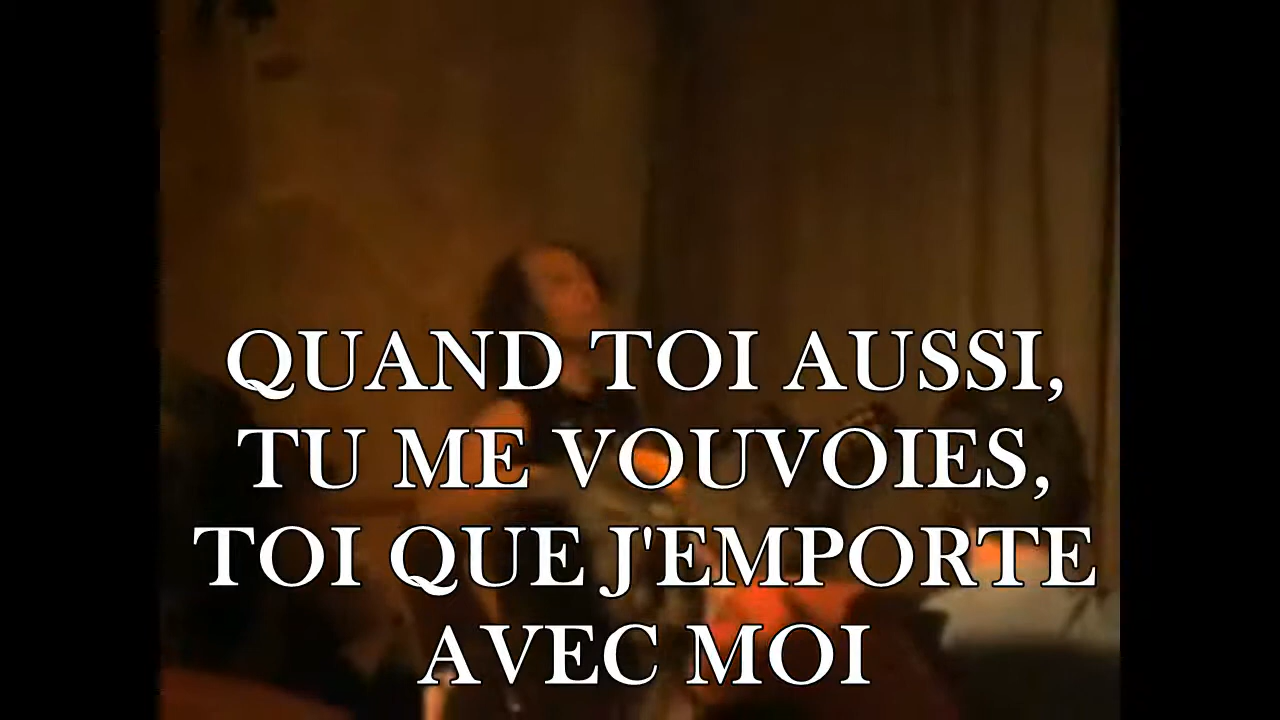 QUAND TOI AUSSI,
TU ME VOUVOIES,
TOI QUE J'EMPORTE
AVEC MOI